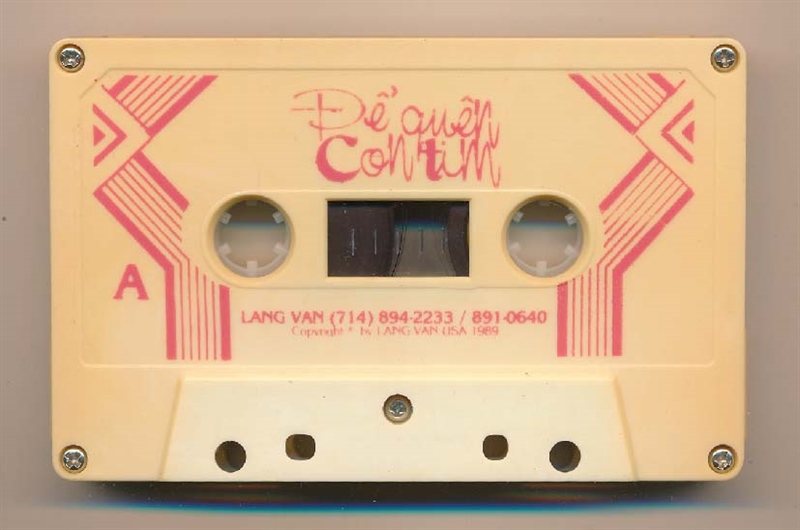 Để quên
Con tim
A
LANG VAN (714) 894-2233 / 891-0640
Copyright * by LANG VAN USA 1989